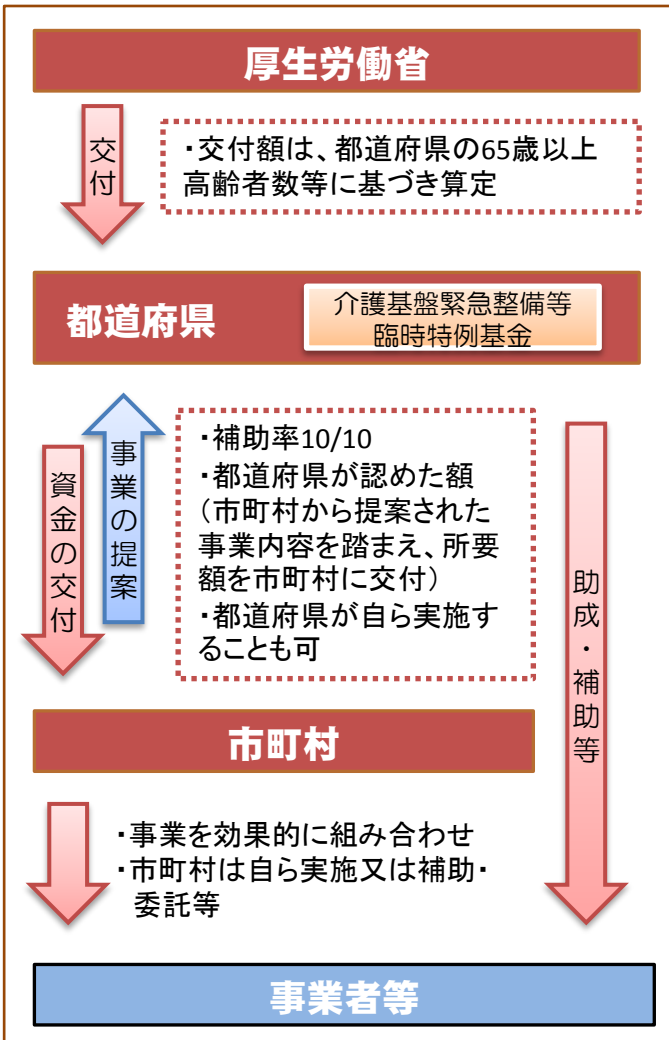 厚生労働省
交付
・交付額は、都道府県の65歳以上
高齢者数等に基づき算定
都道府県
介護基盤緊急整備等
臨時特例基金
資金の交付
事業の提案
・補助率10/10
・都道府県が認めた額
（市町村から提案された
事業内容を踏まえ、所要
額を市町村に交付）
・都道府県が自ら実施す
ることも可
助成・補助等
市町村
・事業を効果的に組み合わせ
・市町村は自ら実施又は補助・
委託等
事業者等